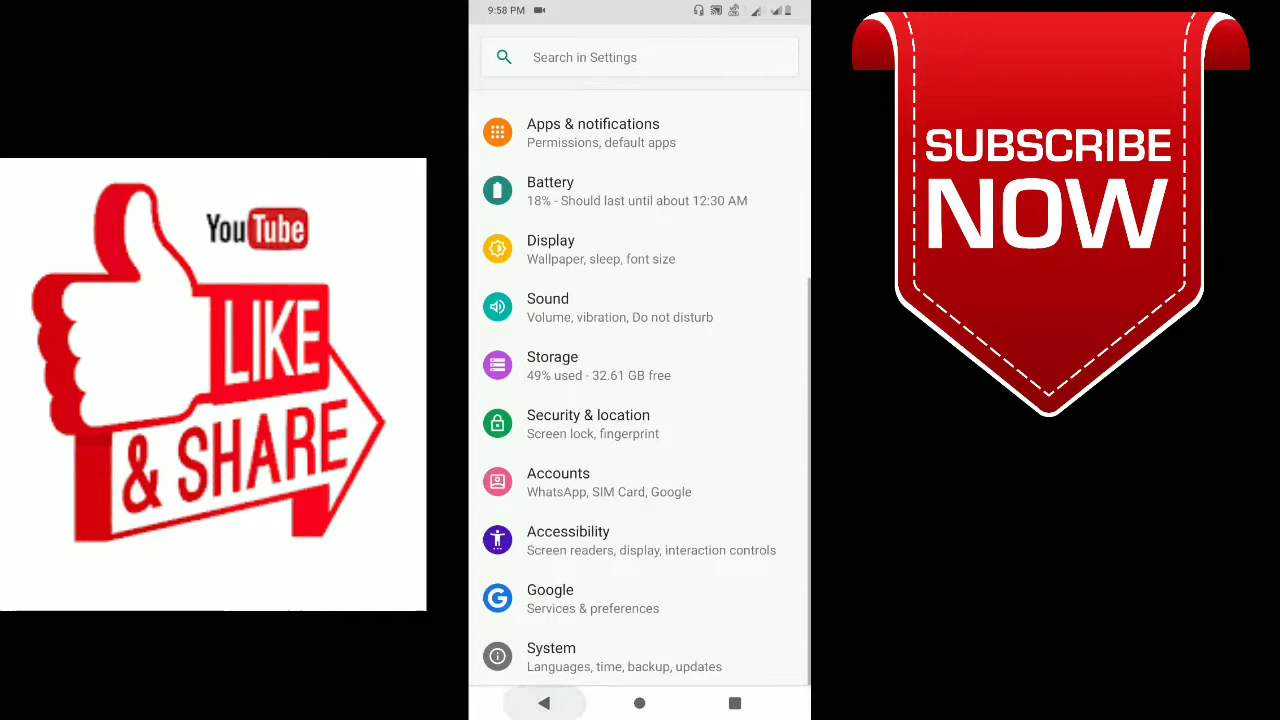 YouTube
LIKE
& SHARE
9:58 PM
Search in Settings
Apps & notifications
Permissions, default apps
Battery
18% - Should last until about 12:30 AM
Display
Wallpaper, sleep, font size
Sound
Volume, vibration, Do not disturb
Storage
49% used - 32.61 GB free
Security & location
Screen lock, fingerprint
Accounts
WhatsApp, SIM Card, Google
Accessibility
Screen readers, display, interaction controls
Google
Services & preferences
System
Languages, time, backup, updates
SUBSCRIBE
NOW